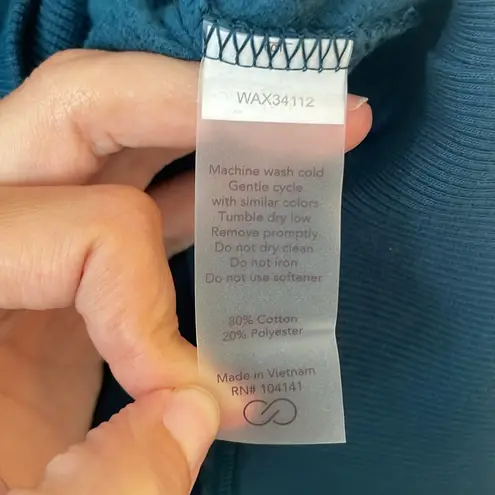 WAX34112
Machine wash cold
Gentle cycle
with similar colors
Tumble dry low
Remove promptly
Do not dry clean
Do not iron
Do not use softener
80% Cotton
20% Polyester
Made in Vietnam
RN# 104141